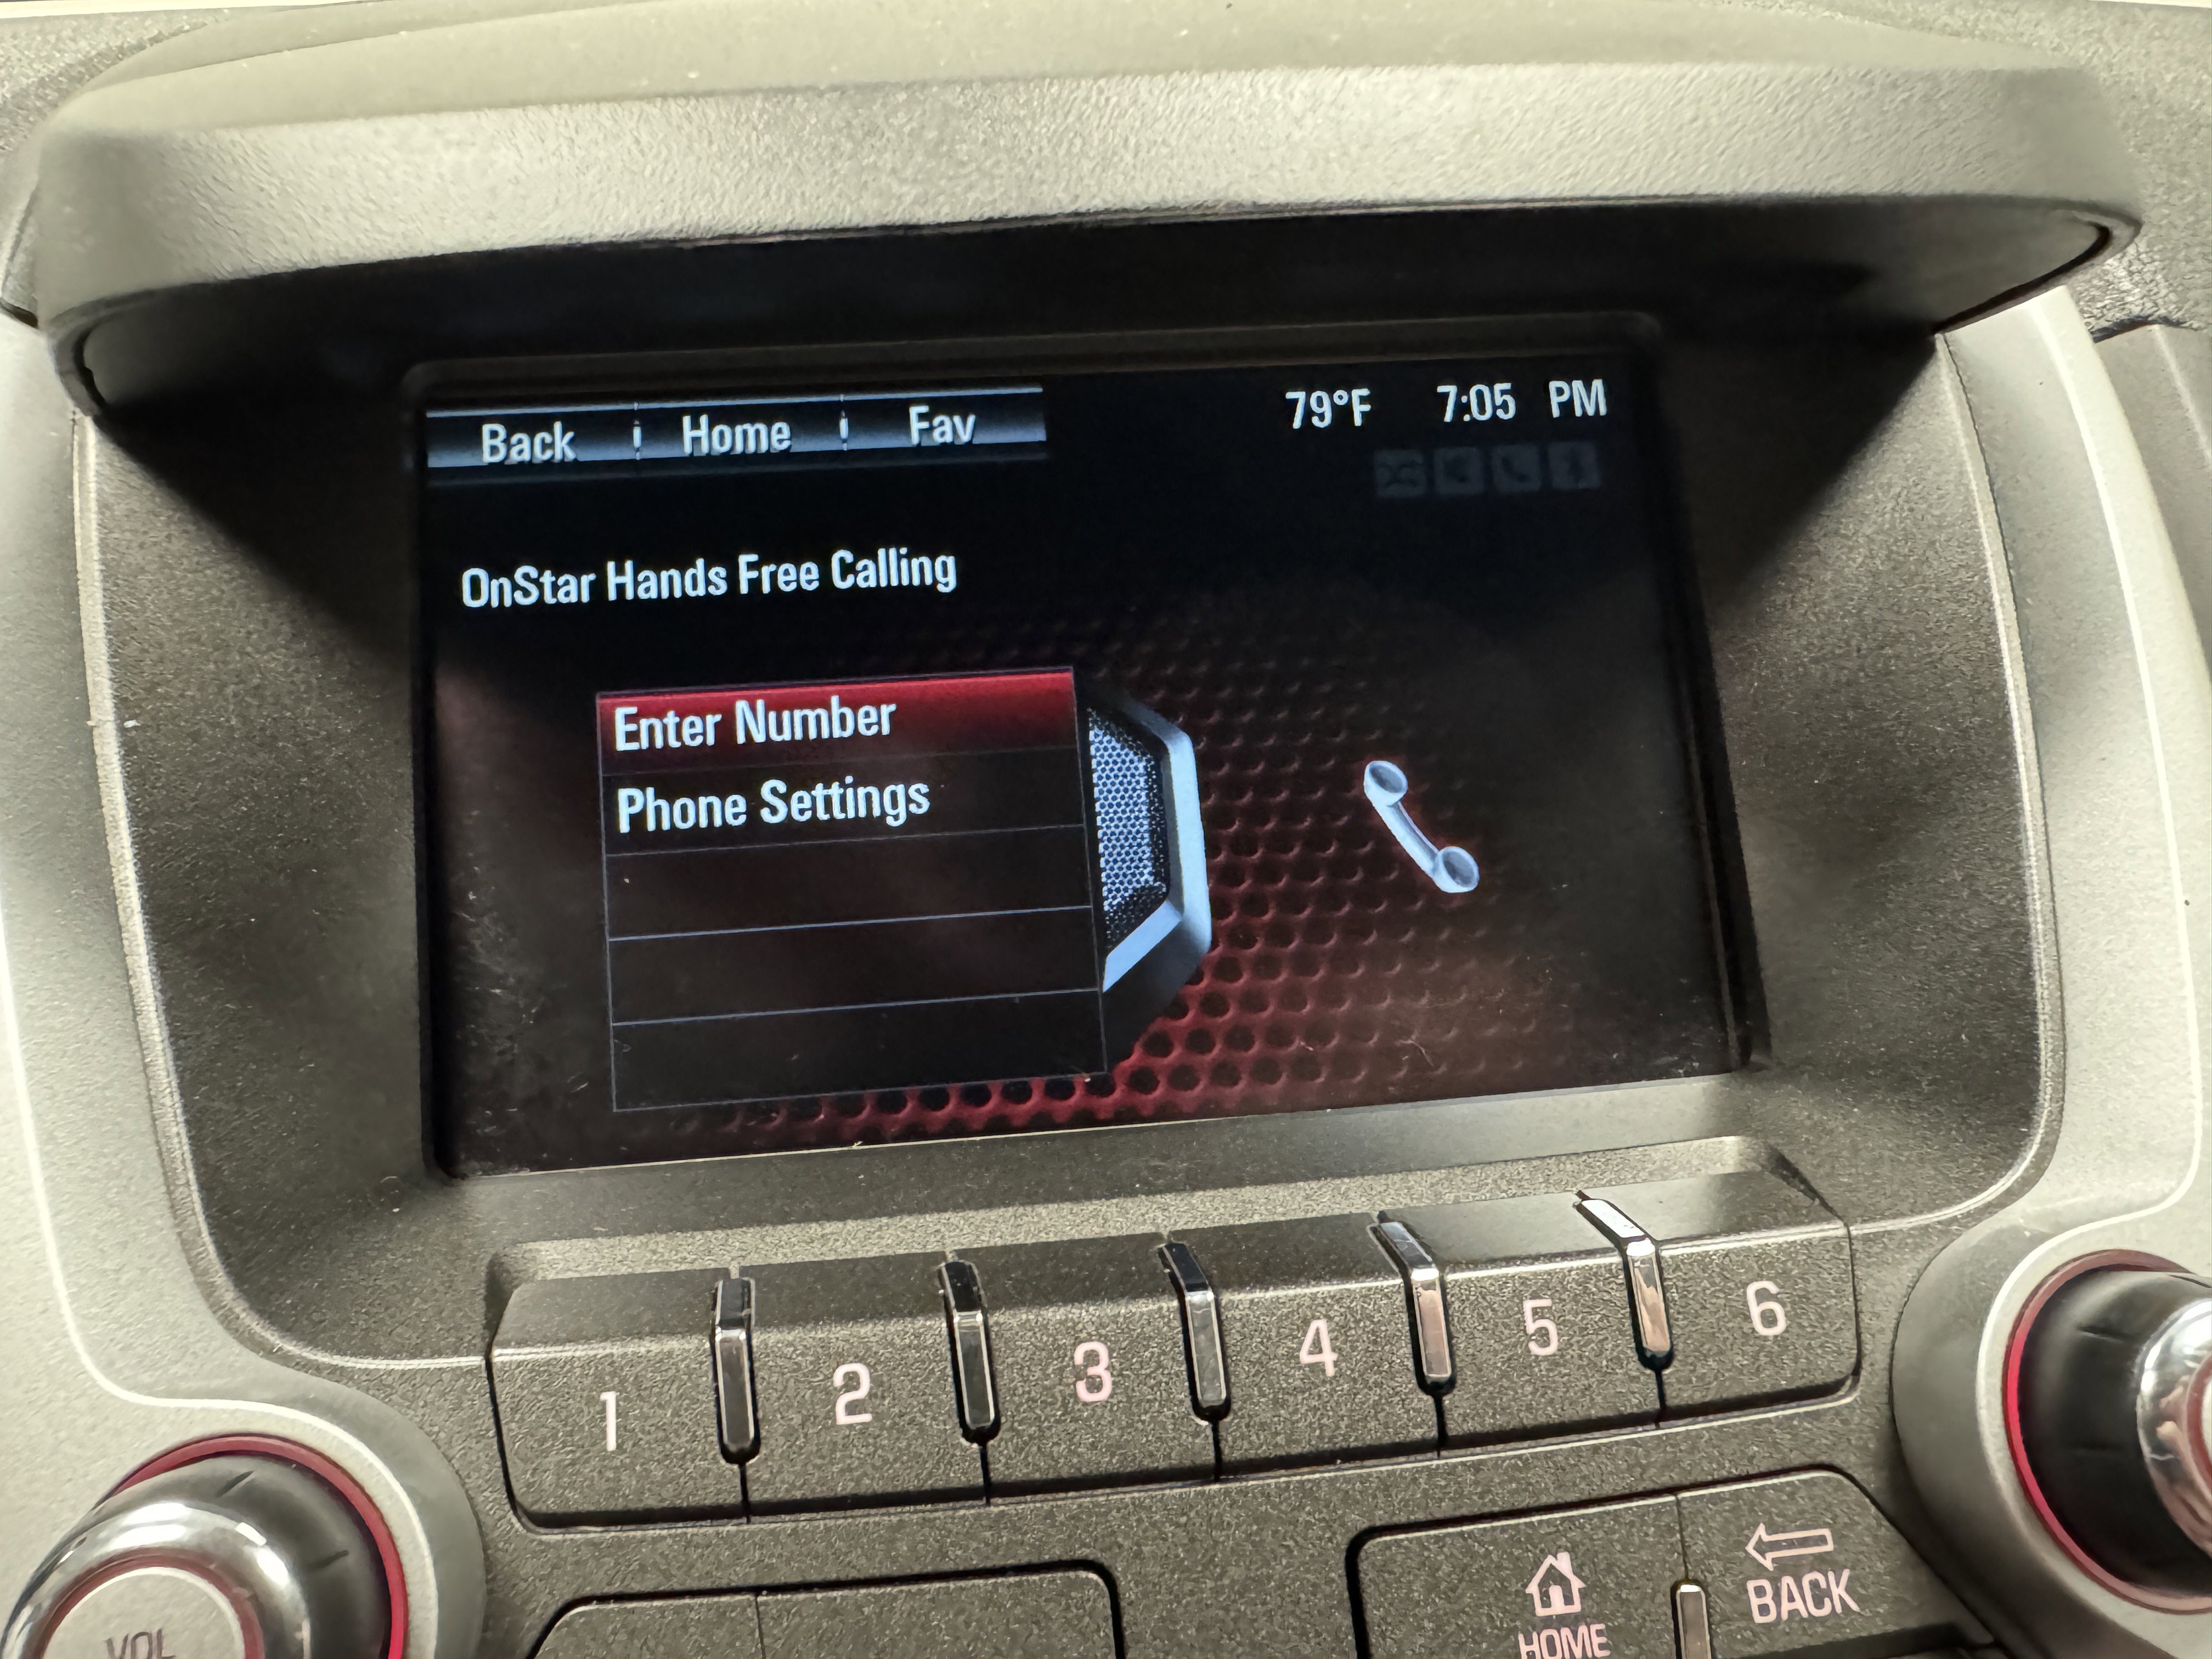 Back Home Fav 79°F 7:05 PM
OnStar Hands Free Calling
Enter Number
Phone Settings
1 2 3 4 5 6
VOL
HOME
BACK